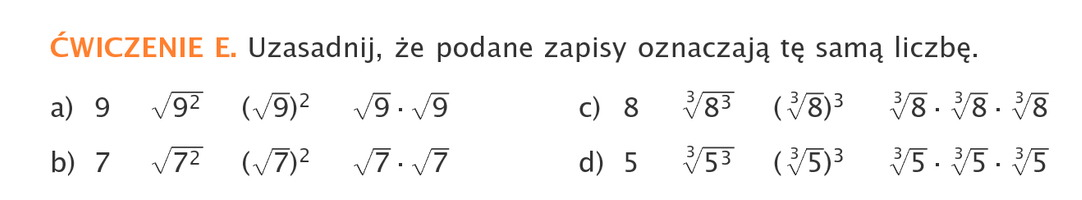 ĆWICZENIE E. Uzasadnij, że podane zapisy oznaczają tę samą liczbę.
a) 9 √9² (√9)² √9 · √9 c) 8 ∛8³ (∛8)³ ∛8 · ∛8 · ∛8
b) 7 √7² (√7)² √7 · √7 d) 5 ∛5³ (∛5)³ ∛5 · ∛5 · ∛5